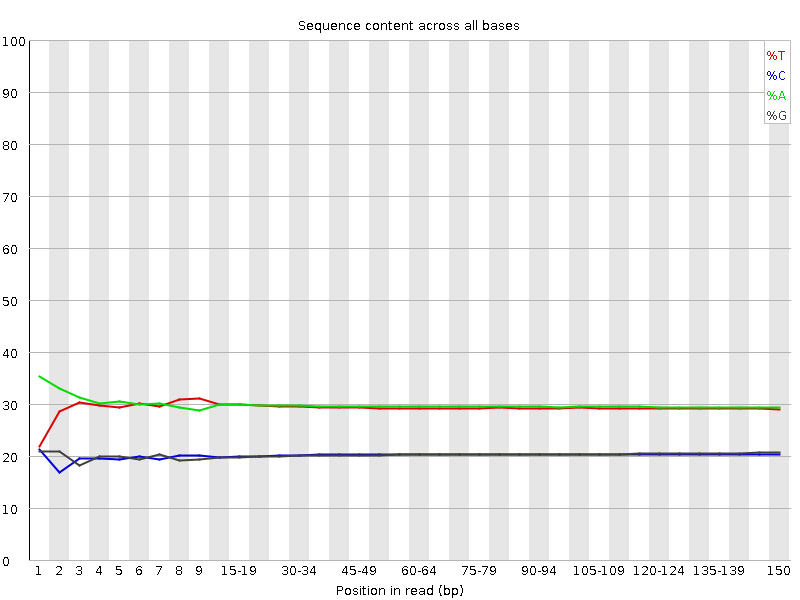 Sequence content across all bases
100
90
80
70
60
50
40
30
20
10
0
%T
%C
%A
%G
1 2 3 4 5 6 7 8 9 15-19 30-34 45-49 60-64 75-79 90-94 105-109 120-124 135-139 150
Position in read (bp)